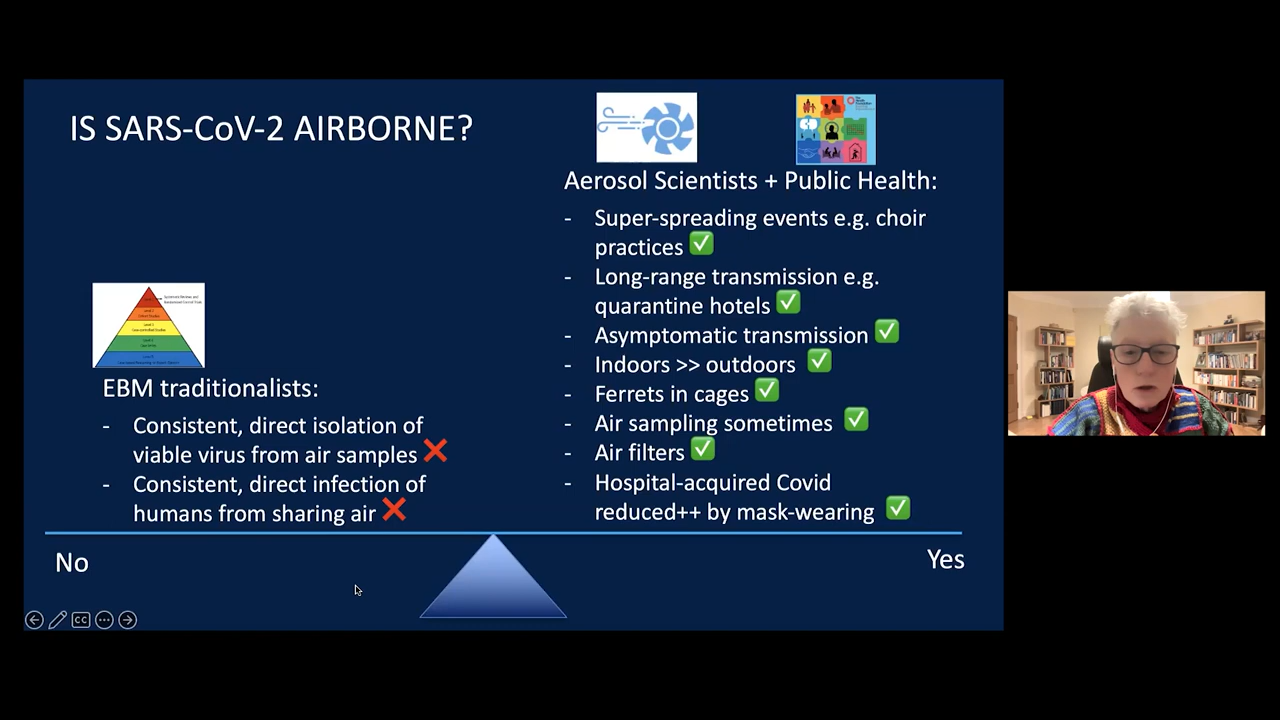 IS SARS-CoV-2 AIRBORNE?
Aerosol Scientists + Public Health:
- Super-spreading events e.g. choir
practices ✅
- Long-range transmission e.g.
quarantine hotels ✅
- Asymptomatic transmission ✅
- Indoors >> outdoors ✅
- Ferrets in cages ✅
- Air sampling sometimes ✅
- Air filters ✅
- Hospital-acquired Covid
reduced++ by mask-wearing ✅
EBM traditionalists:
- Consistent, direct isolation of
viable virus from air samples ❌
- Consistent, direct infection of
humans from sharing air ❌
No
Yes
CC